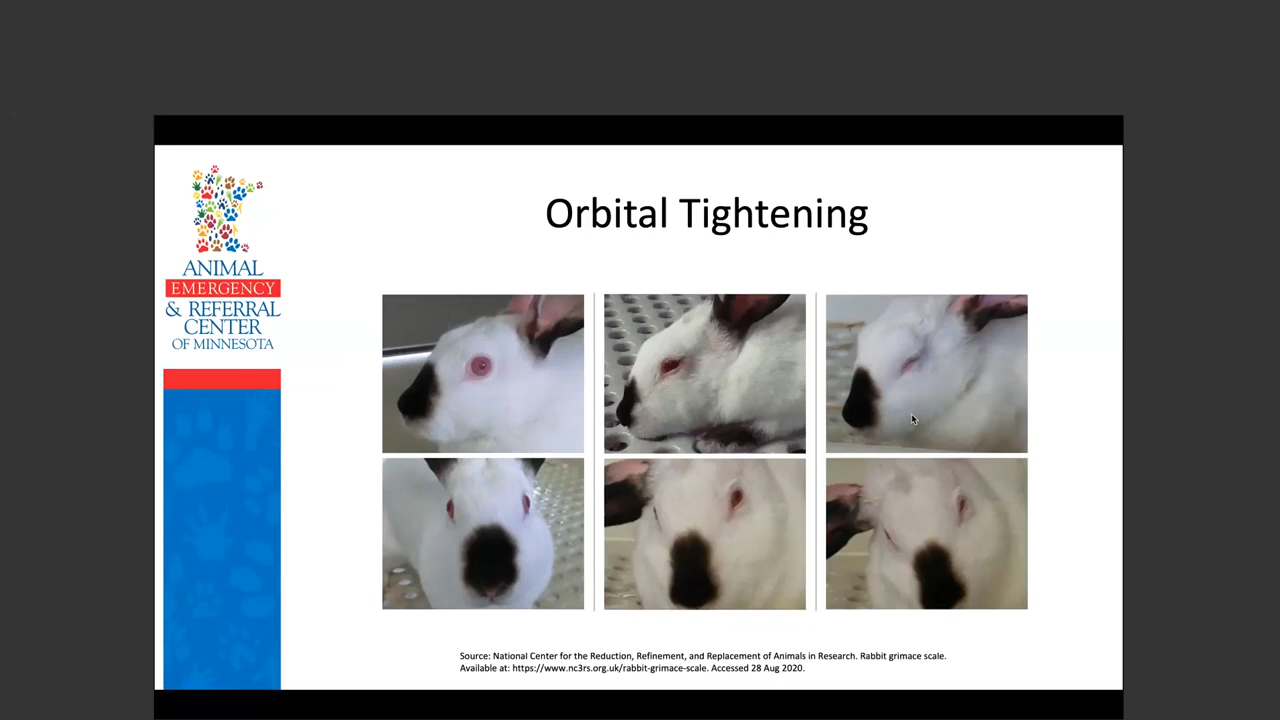 Orbital Tightening
ANIMAL
EMERGENCY
& REFERRAL
CENTER
OF MINNESOTA
Source: National Center for the Reduction, Refinement, and Replacement of Animals in Research. Rabbit grimace scale.
Available at: https://www.nc3rs.org.uk/rabbit-grimace-scale. Accessed 28 Aug 2020.